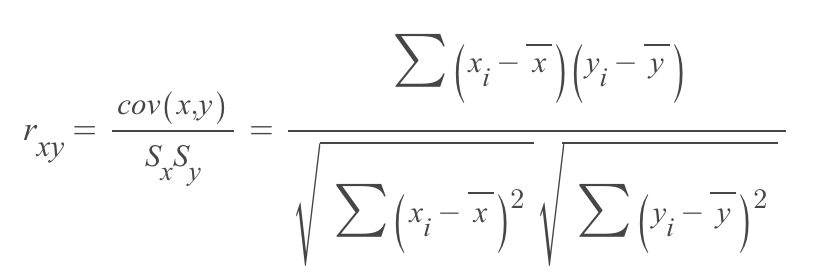 r_xy = cov(x,y) / S_x S_y = ∑(x_i − x̅)(y_i − y̅) / √∑(x_i − x̅)² √∑(y_i − y̅)²